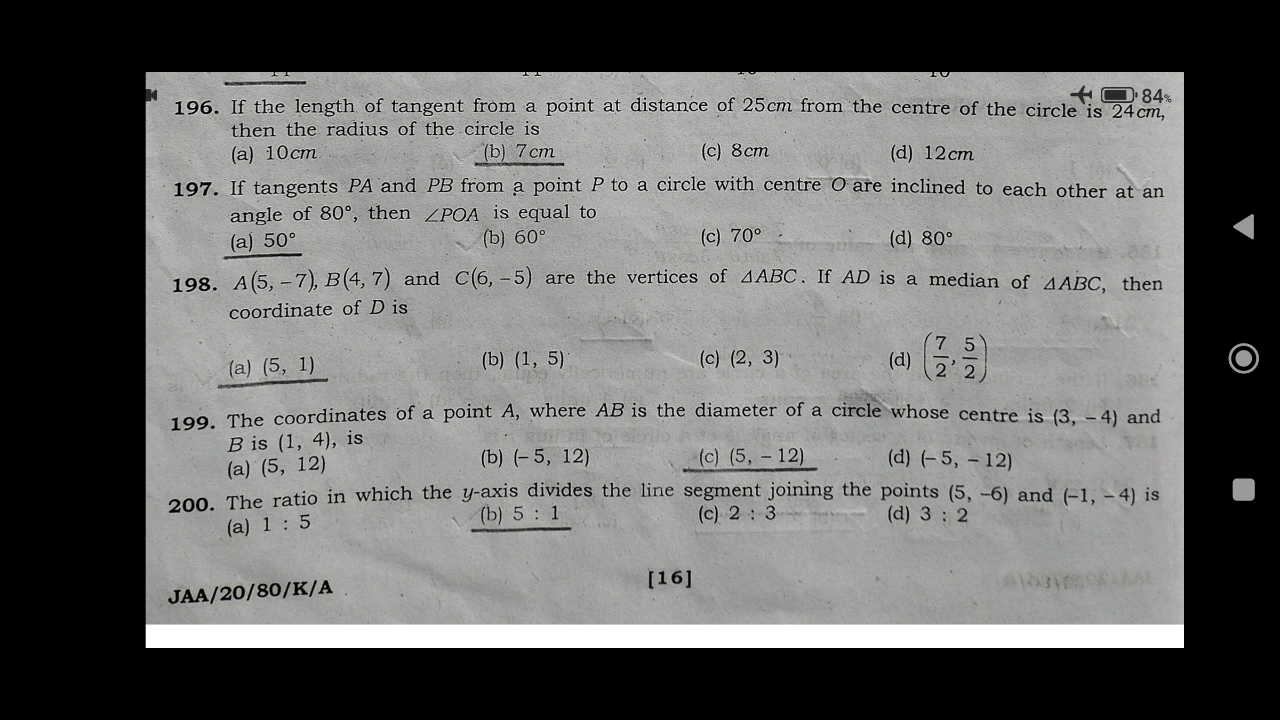 84%
196. If the length of tangent from a point at distance of 25cm from the centre of the circle is 24cm,
then the radius of the circle is
(a) 10cm (b) 7cm (c) 8cm (d) 12cm
197. If tangents PA and PB from a point P to a circle with centre O are inclined to each other at an
angle of 80°, then ∠POA is equal to
(a) 50° (b) 60° (c) 70° (d) 80°
198. A(5, –7), B(4, 7) and C(6, –5) are the vertices of ΔABC. If AD is a median of ΔABC, then
coordinate of D is
(a) (5, 1) (b) (1, 5) (c) (2, 3) (d) (7/2, 5/2)
199. The coordinates of a point A, where AB is the diameter of a circle whose centre is (3, –4) and
B is (1, 4), is
(a) (5, 12) (b) (–5, 12) (c) (5, –12) (d) (–5, –12)
200. The ratio in which the y-axis divides the line segment joining the points (5, –6) and (–1, –4) is
(a) 1 : 5 (b) 5 : 1 (c) 2 : 3 (d) 3 : 2
JAA/20/80/K/A [16]